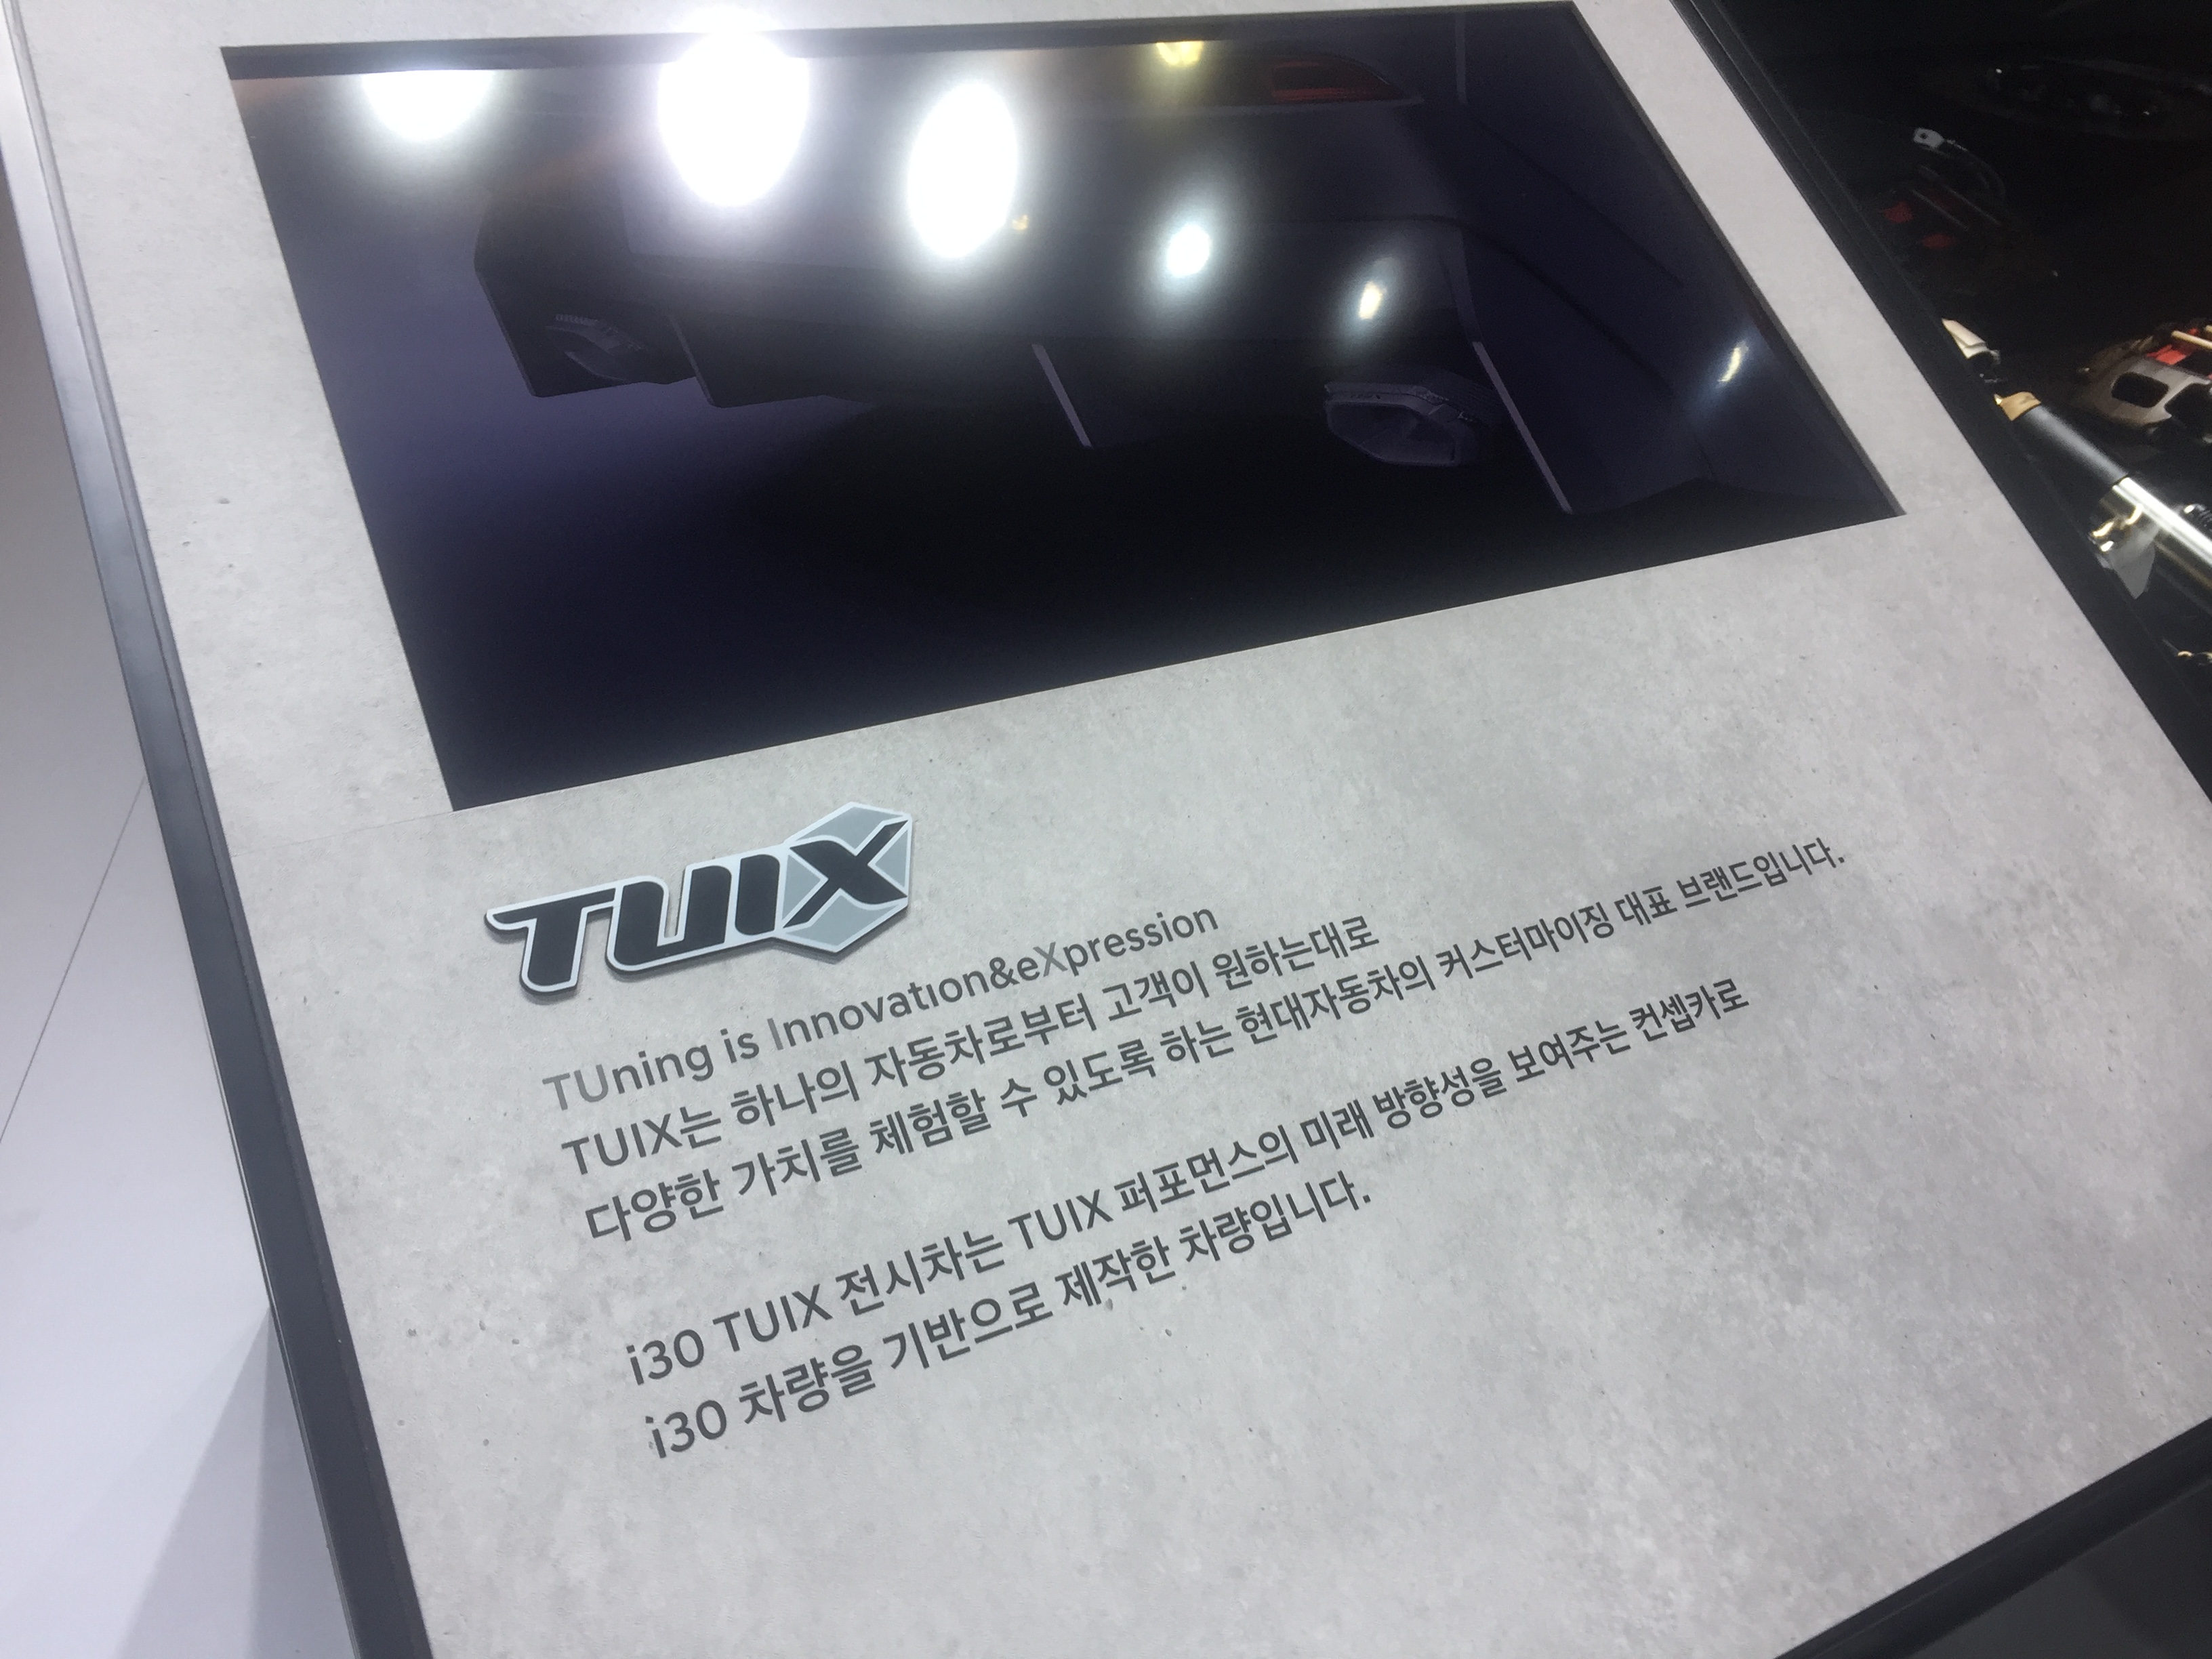 TUIX
TUning is Innovation&eXpression
TUIX는 하나의 자동차로부터 고객이 원하는대로
다양한 가치를 체험할 수 있도록 하는 현대자동차의 커스터마이징 대표 브랜드입니다.
i30 TUIX 전시차는 TUIX 퍼포먼스의 미래 방향성을 보여주는 컨셉카로
i30 차량을 기반으로 제작한 차량입니다.